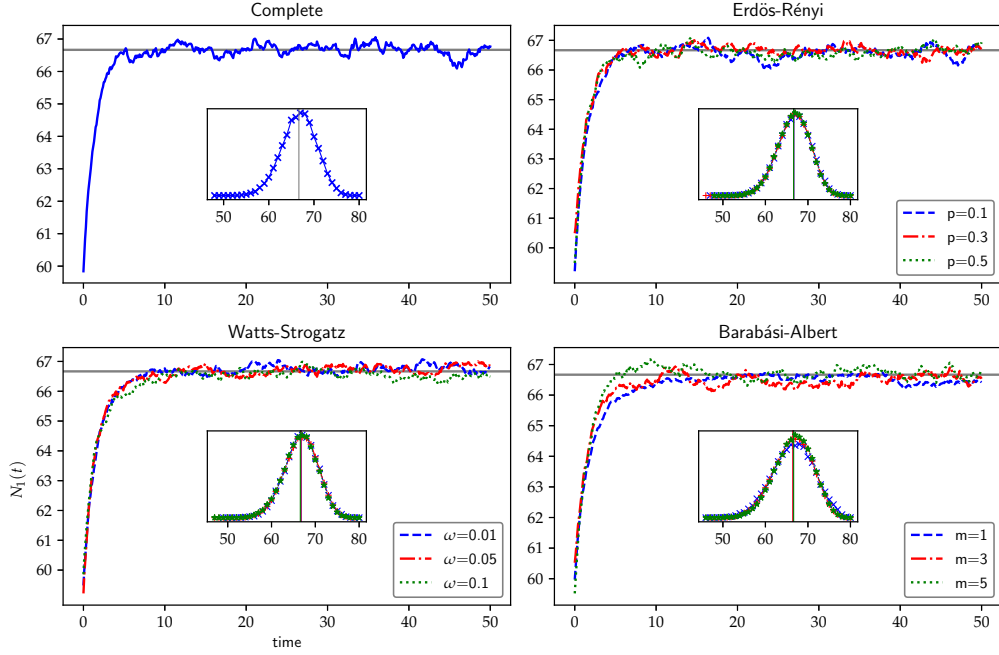 Complete
67
66
65
64
63
62
61
60
0 10 20 30 40 50
50 60 70 80
Erdös-Rényi
67
66
65
64
63
62
61
60
0 10 20 30 40 50
50 60 70 80
p=0.1
p=0.3
p=0.5
Watts-Strogatz
N1(t)
67
66
65
64
63
62
61
60
0 10 20 30 40 50
time
50 60 70 80
ω=0.01
ω=0.05
ω=0.1
Barabási-Albert
67
66
65
64
63
62
61
60
0 10 20 30 40 50
50 60 70 80
m=1
m=3
m=5